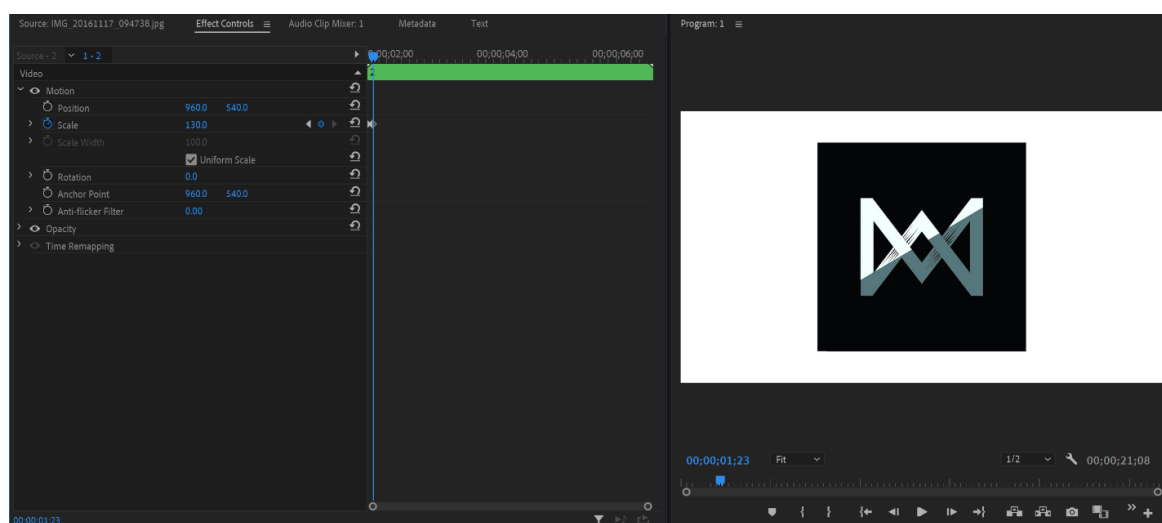 Source: IMG_20161117_094738.jpg Effect Controls Audio Clip Mixer: 1 Metadata Text
Source · 2 1 · 2
00;00;02;00 00;00;04;00 00;00;06;00
Video 2
Motion
Position 960.0 540.0
Scale 130.0
Scale Width 100.0
Uniform Scale
Rotation 0.0
Anchor Point 960.0 540.0
Anti-flicker Filter 0.00
Opacity
Time Remapping
00;00;01;23
Program: 1
00;00;01;23 Fit 1/2 00;00;21;08